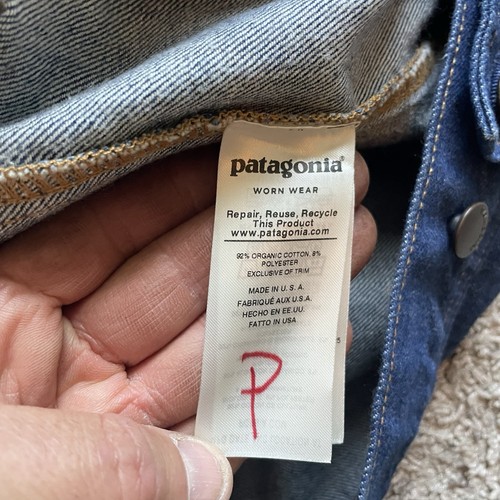 patagonia®
WORN WEAR
Repair, Reuse, Recycle
This Product
www.patagonia.com
92% ORGANIC COTTON, 8%
POLYESTER
EXCLUSIVE OF TRIM
MADE IN U.S.A.
FABRIQUÉ AUX U.S.A.
HECHO EN EE.UU.
FATTO IN USA
P